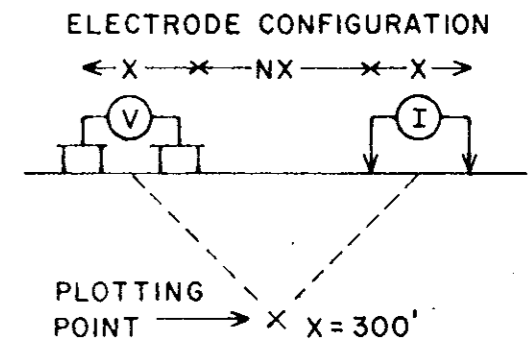 ELECTRODE CONFIGURATION
X NX X
V I
PLOTTING
POINT X X = 300'